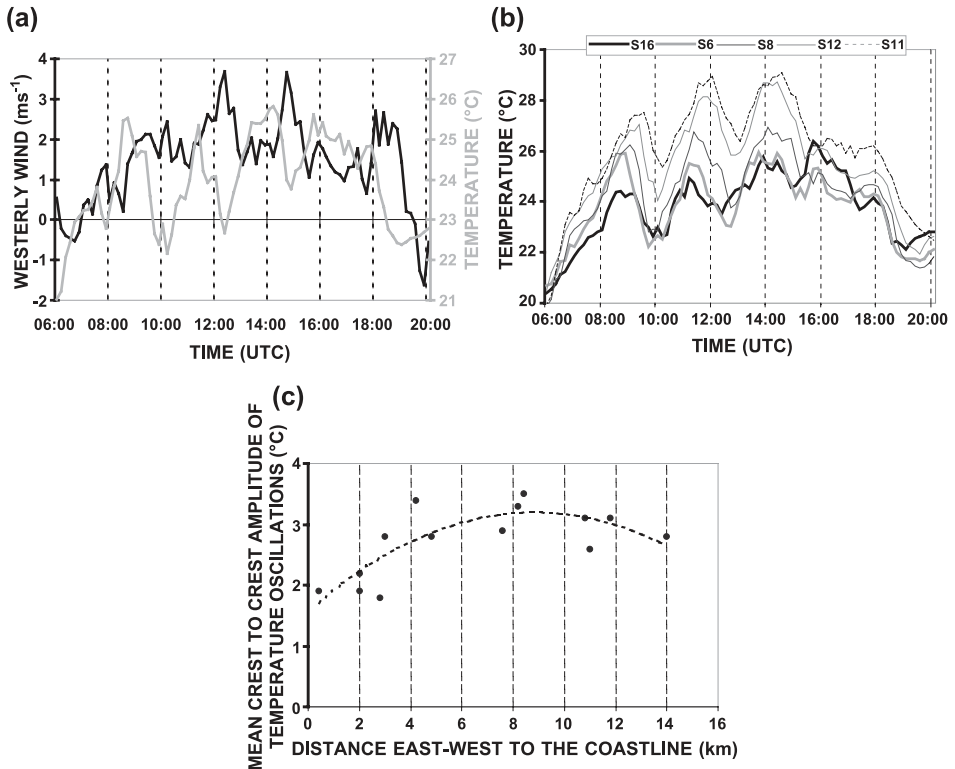 (a)
WESTERLY WIND (ms-1)
4
3
2
1
0
-1
-2
27
26
25
24
23
22
21
TEMPERATURE (°C)
06:00 08:00 10:00 12:00 14:00 16:00 18:00 20:00
TIME (UTC)
(b)
S16 S6 S8 S12 S11
TEMPERATURE (°C)
30
28
26
24
22
20
06:00 08:00 10:00 12:00 14:00 16:00 18:00 20:00
TIME (UTC)
(c)
MEAN CREST TO CREST AMPLITUDE OF
TEMPERATURE OSCILLATIONS (°C)
4
3
2
1
0
0 2 4 6 8 10 12 14 16
DISTANCE EAST-WEST TO THE COASTLINE (km)